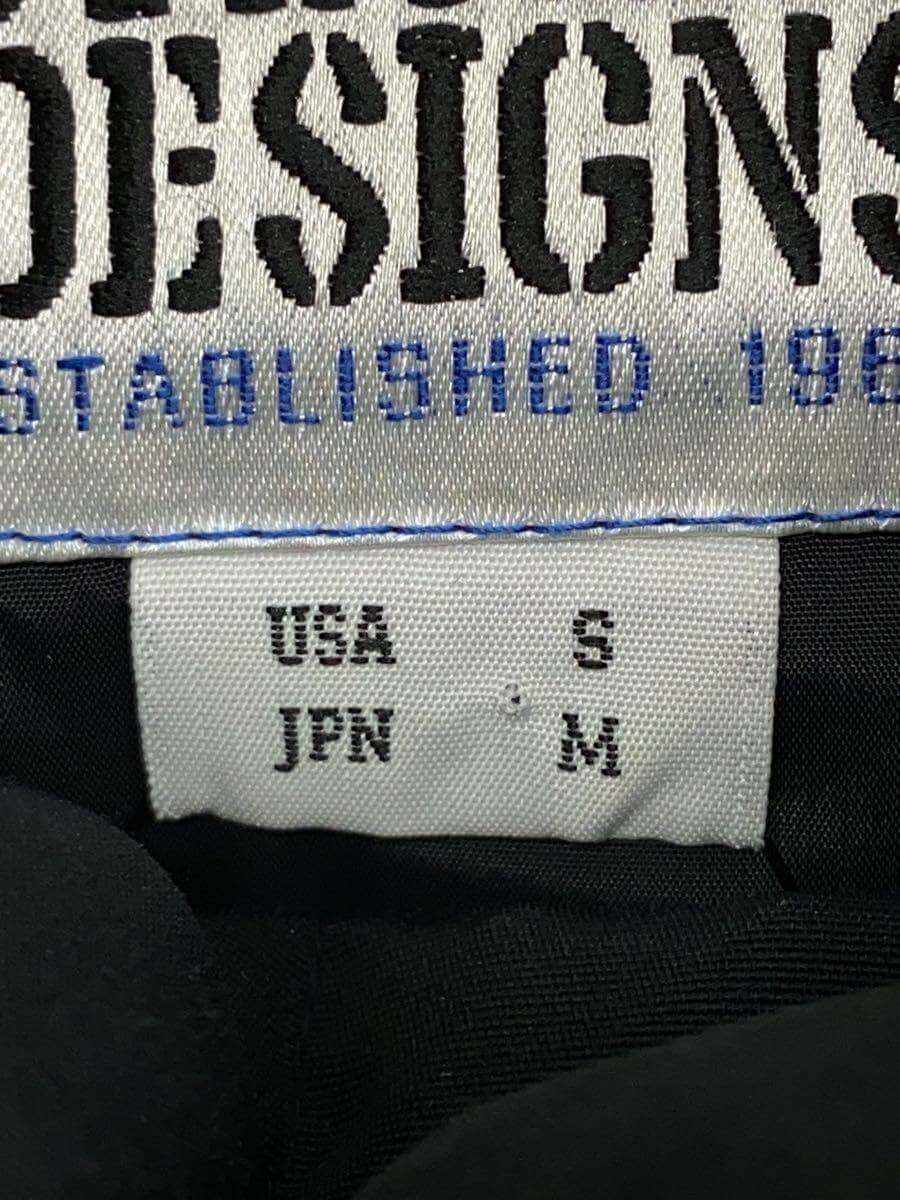 DESIGNS
STABLISHED 196
USA S
JPN M